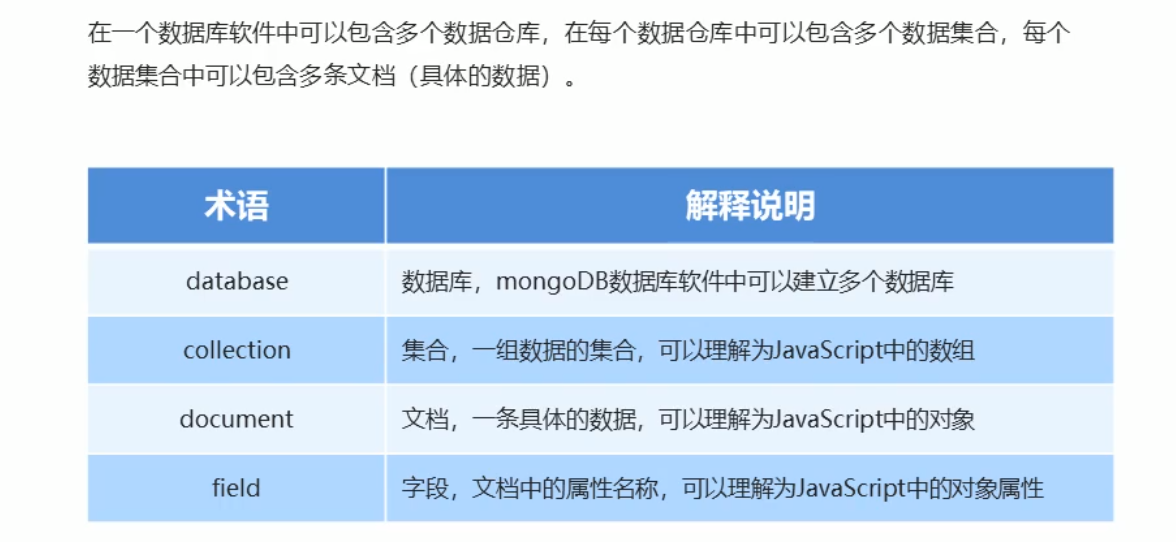 在一个数据库软件中可以包含多个数据仓库，在每个数据仓库中可以包含多个数据集合，每个
数据集合中可以包含多条文档（具体的数据）。
术语 解释说明
database 数据库，mongoDB数据库软件中可以建立多个数据库
collection 集合，一组数据的集合，可以理解为JavaScript中的数组
document 文档，一条具体的数据，可以理解为JavaScript中的对象
field 字段，文档中的属性名称，可以理解为JavaScript中的对象属性